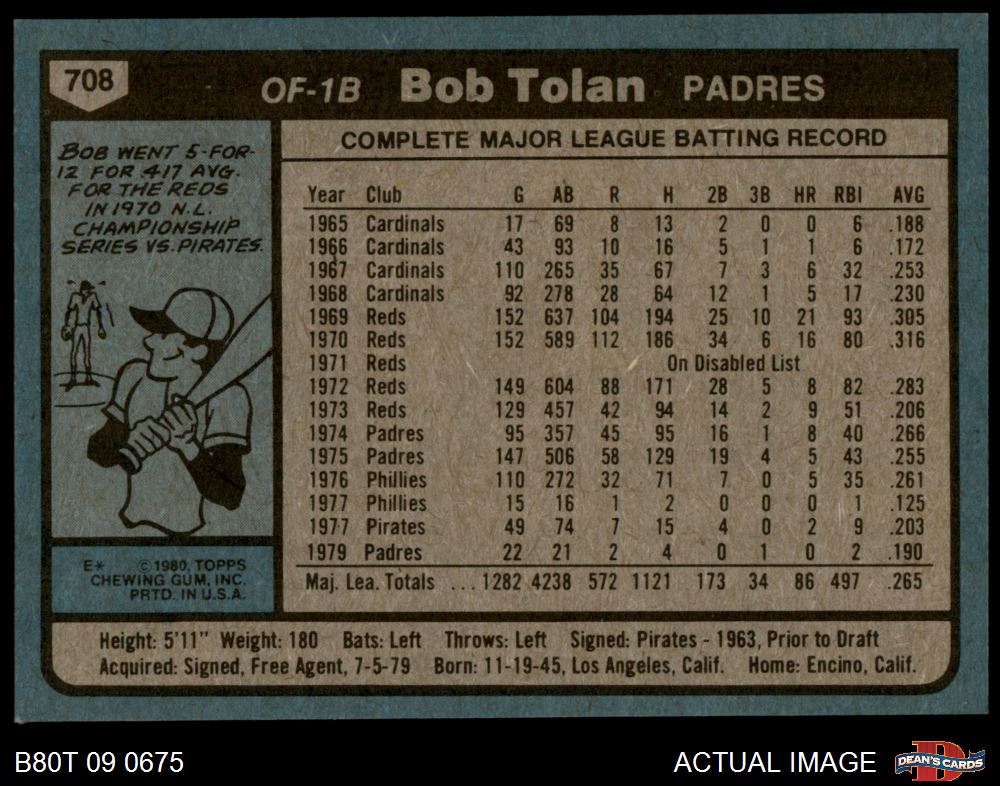 708
OF-1B Bob Tolan PADRES
BOB WENT 5-FOR-
12 FOR .417 AVG.
FOR THE REDS
IN 1970 N.L.
CHAMPIONSHIP
SERIES VS. PIRATES.
E* © 1980, TOPPS
CHEWING GUM, INC.
PRTD. IN U.S.A.
COMPLETE MAJOR LEAGUE BATTING RECORD
Year Club G AB R H 2B 3B HR RBI AVG
1965 Cardinals 17 69 8 13 2 0 0 6 .188
1966 Cardinals 43 93 10 16 5 1 1 6 .172
1967 Cardinals 110 265 35 67 7 3 6 32 .253
1968 Cardinals 92 278 28 64 12 1 5 17 .230
1969 Reds 152 637 104 194 25 10 21 93 .305
1970 Reds 152 589 112 186 34 6 16 80 .316
1971 Reds On Disabled List
1972 Reds 149 604 88 171 28 5 8 82 .283
1973 Reds 129 457 42 94 14 2 9 51 .206
1974 Padres 95 357 45 95 16 1 8 40 .266
1975 Padres 147 506 58 129 19 4 5 43 .255
1976 Phillies 110 272 32 71 7 0 5 35 .261
1977 Phillies 15 16 1 2 0 0 0 1 .125
1977 Pirates 49 74 7 15 4 0 2 9 .203
1979 Padres 22 21 2 4 0 1 0 2 .190
Maj. Lea. Totals ... 1282 4238 572 1121 173 34 86 497 .265
Height: 5'11" Weight: 180 Bats: Left Throws: Left Signed: Pirates - 1963, Prior to Draft
Acquired: Signed, Free Agent, 7-5-79 Born: 11-19-45, Los Angeles, Calif. Home: Encino, Calif.
B80T 09 0675 ACTUAL IMAGE D DEAN'S CARDS